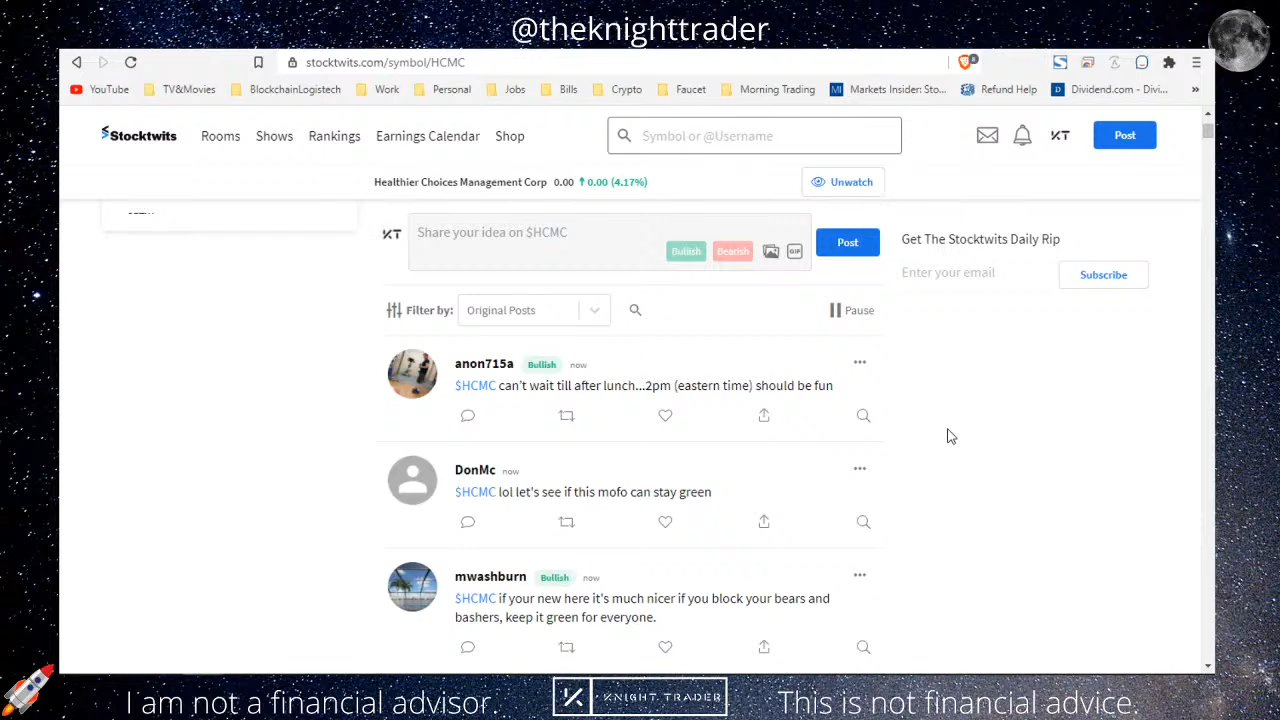 @theknighttrader
stocktwits.com/symbol/HCMC
YouTube TV&Movies BlockchainLogistech Work Personal Jobs Bills Crypto Faucet Morning Trading MI Markets Insider: Sto... Refund Help D Dividend.com - Divi... »
Stocktwits Rooms Shows Rankings Earnings Calendar Shop Symbol or @Username KT Post
Healthier Choices Management Corp 0.00 ↑0.00 (4.17%) Unwatch
KT Share your idea on $HCMC Post
Bullish Bearish GIF
Get The Stocktwits Daily Rip
Enter your email Subscribe
Filter by: Original Posts Pause
anon715a Bullish now
$HCMC can't wait till after lunch...2pm (eastern time) should be fun
DonMc now
$HCMC lol let's see if this mofo can stay green
mwashburn Bullish now
$HCMC if your new here it's much nicer if you block your bears and
bashers, keep it green for everyone.
I am not a financial advisor. KNIGHT TRADER This is not financial advice.